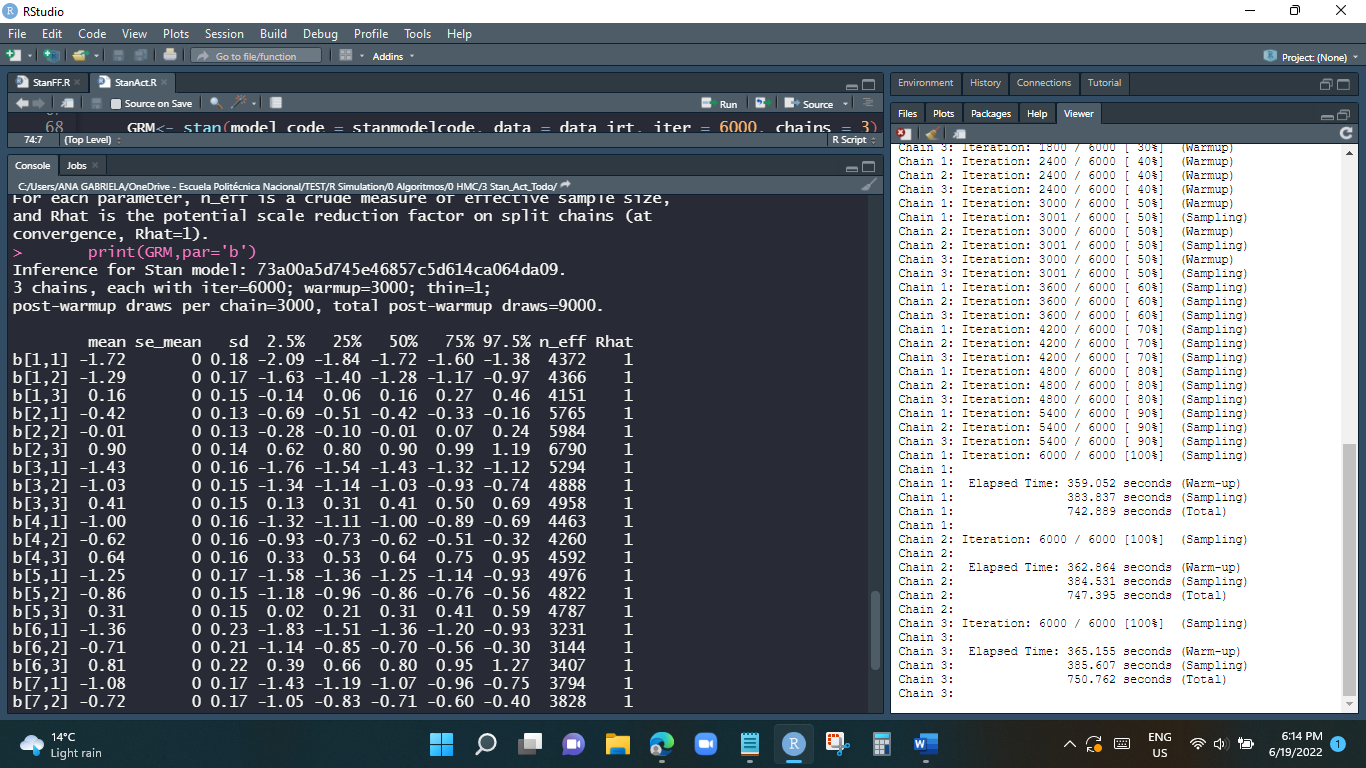 RStudio
File Edit Code View Plots Session Build Debug Profile Tools Help
Go to file/function Addins
Project: (None)
StanFF.R StanAct.R
Source on Save Run Source
68 GRM<- stan(model_code = stanmodelcode, data = data_irt, iter = 6000, chains = 3)
74:7 (Top Level) R Script
Console Jobs
C:/Users/ANA GABRIELA/OneDrive - Escuela Politécnica Nacional/TEST/R Simulation/0 Algoritmos/0 HMC/3 Stan_Act_Todo/
For each parameter, n_eff is a crude measure of effective sample size,
and Rhat is the potential scale reduction factor on split chains (at
convergence, Rhat=1).
> print(GRM,par='b')
Inference for Stan model: 73a00a5d745e46857c5d614ca064da09.
3 chains, each with iter=6000; warmup=3000; thin=1;
post-warmup draws per chain=3000, total post-warmup draws=9000.
mean se_mean sd 2.5% 25% 50% 75% 97.5% n_eff Rhat
b[1,1] -1.72 0 0.18 -2.09 -1.84 -1.72 -1.60 -1.38 4372 1
b[1,2] -1.29 0 0.17 -1.63 -1.40 -1.28 -1.17 -0.97 4366 1
b[1,3] 0.16 0 0.15 -0.14 0.06 0.16 0.27 0.46 4151 1
b[2,1] -0.42 0 0.13 -0.69 -0.51 -0.42 -0.33 -0.16 5765 1
b[2,2] -0.01 0 0.13 -0.28 -0.10 -0.01 0.07 0.24 5984 1
b[2,3] 0.90 0 0.14 0.62 0.80 0.90 0.99 1.19 6790 1
b[3,1] -1.43 0 0.16 -1.76 -1.54 -1.43 -1.32 -1.12 5294 1
b[3,2] -1.03 0 0.15 -1.34 -1.14 -1.03 -0.93 -0.74 4888 1
b[3,3] 0.41 0 0.15 0.13 0.31 0.41 0.50 0.69 4958 1
b[4,1] -1.00 0 0.16 -1.32 -1.11 -1.00 -0.89 -0.69 4463 1
b[4,2] -0.62 0 0.16 -0.93 -0.73 -0.62 -0.51 -0.32 4260 1
b[4,3] 0.64 0 0.16 0.33 0.53 0.64 0.75 0.95 4592 1
b[5,1] -1.25 0 0.17 -1.58 -1.36 -1.25 -1.14 -0.93 4976 1
b[5,2] -0.86 0 0.15 -1.18 -0.96 -0.86 -0.76 -0.56 4822 1
b[5,3] 0.31 0 0.15 0.02 0.21 0.31 0.41 0.59 4787 1
b[6,1] -1.36 0 0.23 -1.83 -1.51 -1.36 -1.20 -0.93 3231 1
b[6,2] -0.71 0 0.21 -1.14 -0.85 -0.70 -0.56 -0.30 3144 1
b[6,3] 0.81 0 0.22 0.39 0.66 0.80 0.95 1.27 3407 1
b[7,1] -1.08 0 0.17 -1.43 -1.19 -1.07 -0.96 -0.75 3794 1
b[7,2] -0.72 0 0.17 -1.05 -0.83 -0.71 -0.60 -0.40 3828 1
Environment History Connections Tutorial
Files Plots Packages Help Viewer
Chain 3: Iteration: 1800 / 6000 [ 30%] (Warmup)
Chain 1: Iteration: 2400 / 6000 [ 40%] (Warmup)
Chain 2: Iteration: 2400 / 6000 [ 40%] (Warmup)
Chain 3: Iteration: 2400 / 6000 [ 40%] (Warmup)
Chain 1: Iteration: 3000 / 6000 [ 50%] (Warmup)
Chain 1: Iteration: 3001 / 6000 [ 50%] (Sampling)
Chain 2: Iteration: 3000 / 6000 [ 50%] (Warmup)
Chain 2: Iteration: 3001 / 6000 [ 50%] (Sampling)
Chain 3: Iteration: 3000 / 6000 [ 50%] (Warmup)
Chain 3: Iteration: 3001 / 6000 [ 50%] (Sampling)
Chain 1: Iteration: 3600 / 6000 [ 60%] (Sampling)
Chain 2: Iteration: 3600 / 6000 [ 60%] (Sampling)
Chain 3: Iteration: 3600 / 6000 [ 60%] (Sampling)
Chain 1: Iteration: 4200 / 6000 [ 70%] (Sampling)
Chain 2: Iteration: 4200 / 6000 [ 70%] (Sampling)
Chain 3: Iteration: 4200 / 6000 [ 70%] (Sampling)
Chain 1: Iteration: 4800 / 6000 [ 80%] (Sampling)
Chain 2: Iteration: 4800 / 6000 [ 80%] (Sampling)
Chain 3: Iteration: 4800 / 6000 [ 80%] (Sampling)
Chain 1: Iteration: 5400 / 6000 [ 90%] (Sampling)
Chain 2: Iteration: 5400 / 6000 [ 90%] (Sampling)
Chain 3: Iteration: 5400 / 6000 [ 90%] (Sampling)
Chain 1: Iteration: 6000 / 6000 [100%] (Sampling)
Chain 1:
Chain 1: Elapsed Time: 359.052 seconds (Warm-up)
Chain 1: 383.837 seconds (Sampling)
Chain 1: 742.889 seconds (Total)
Chain 1:
Chain 2: Iteration: 6000 / 6000 [100%] (Sampling)
Chain 2:
Chain 2: Elapsed Time: 362.864 seconds (Warm-up)
Chain 2: 384.531 seconds (Sampling)
Chain 2: 747.395 seconds (Total)
Chain 2:
Chain 3: Iteration: 6000 / 6000 [100%] (Sampling)
Chain 3:
Chain 3: Elapsed Time: 365.155 seconds (Warm-up)
Chain 3: 385.607 seconds (Sampling)
Chain 3: 750.762 seconds (Total)
Chain 3:
14°C
Light rain
ENG
US
6:14 PM
6/19/2022
1